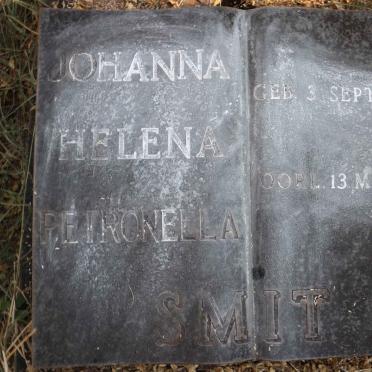 JOHANNA
HELENA
PETRONELLA
GEB. 3 SEPT
OORL. 13 M
SMIT